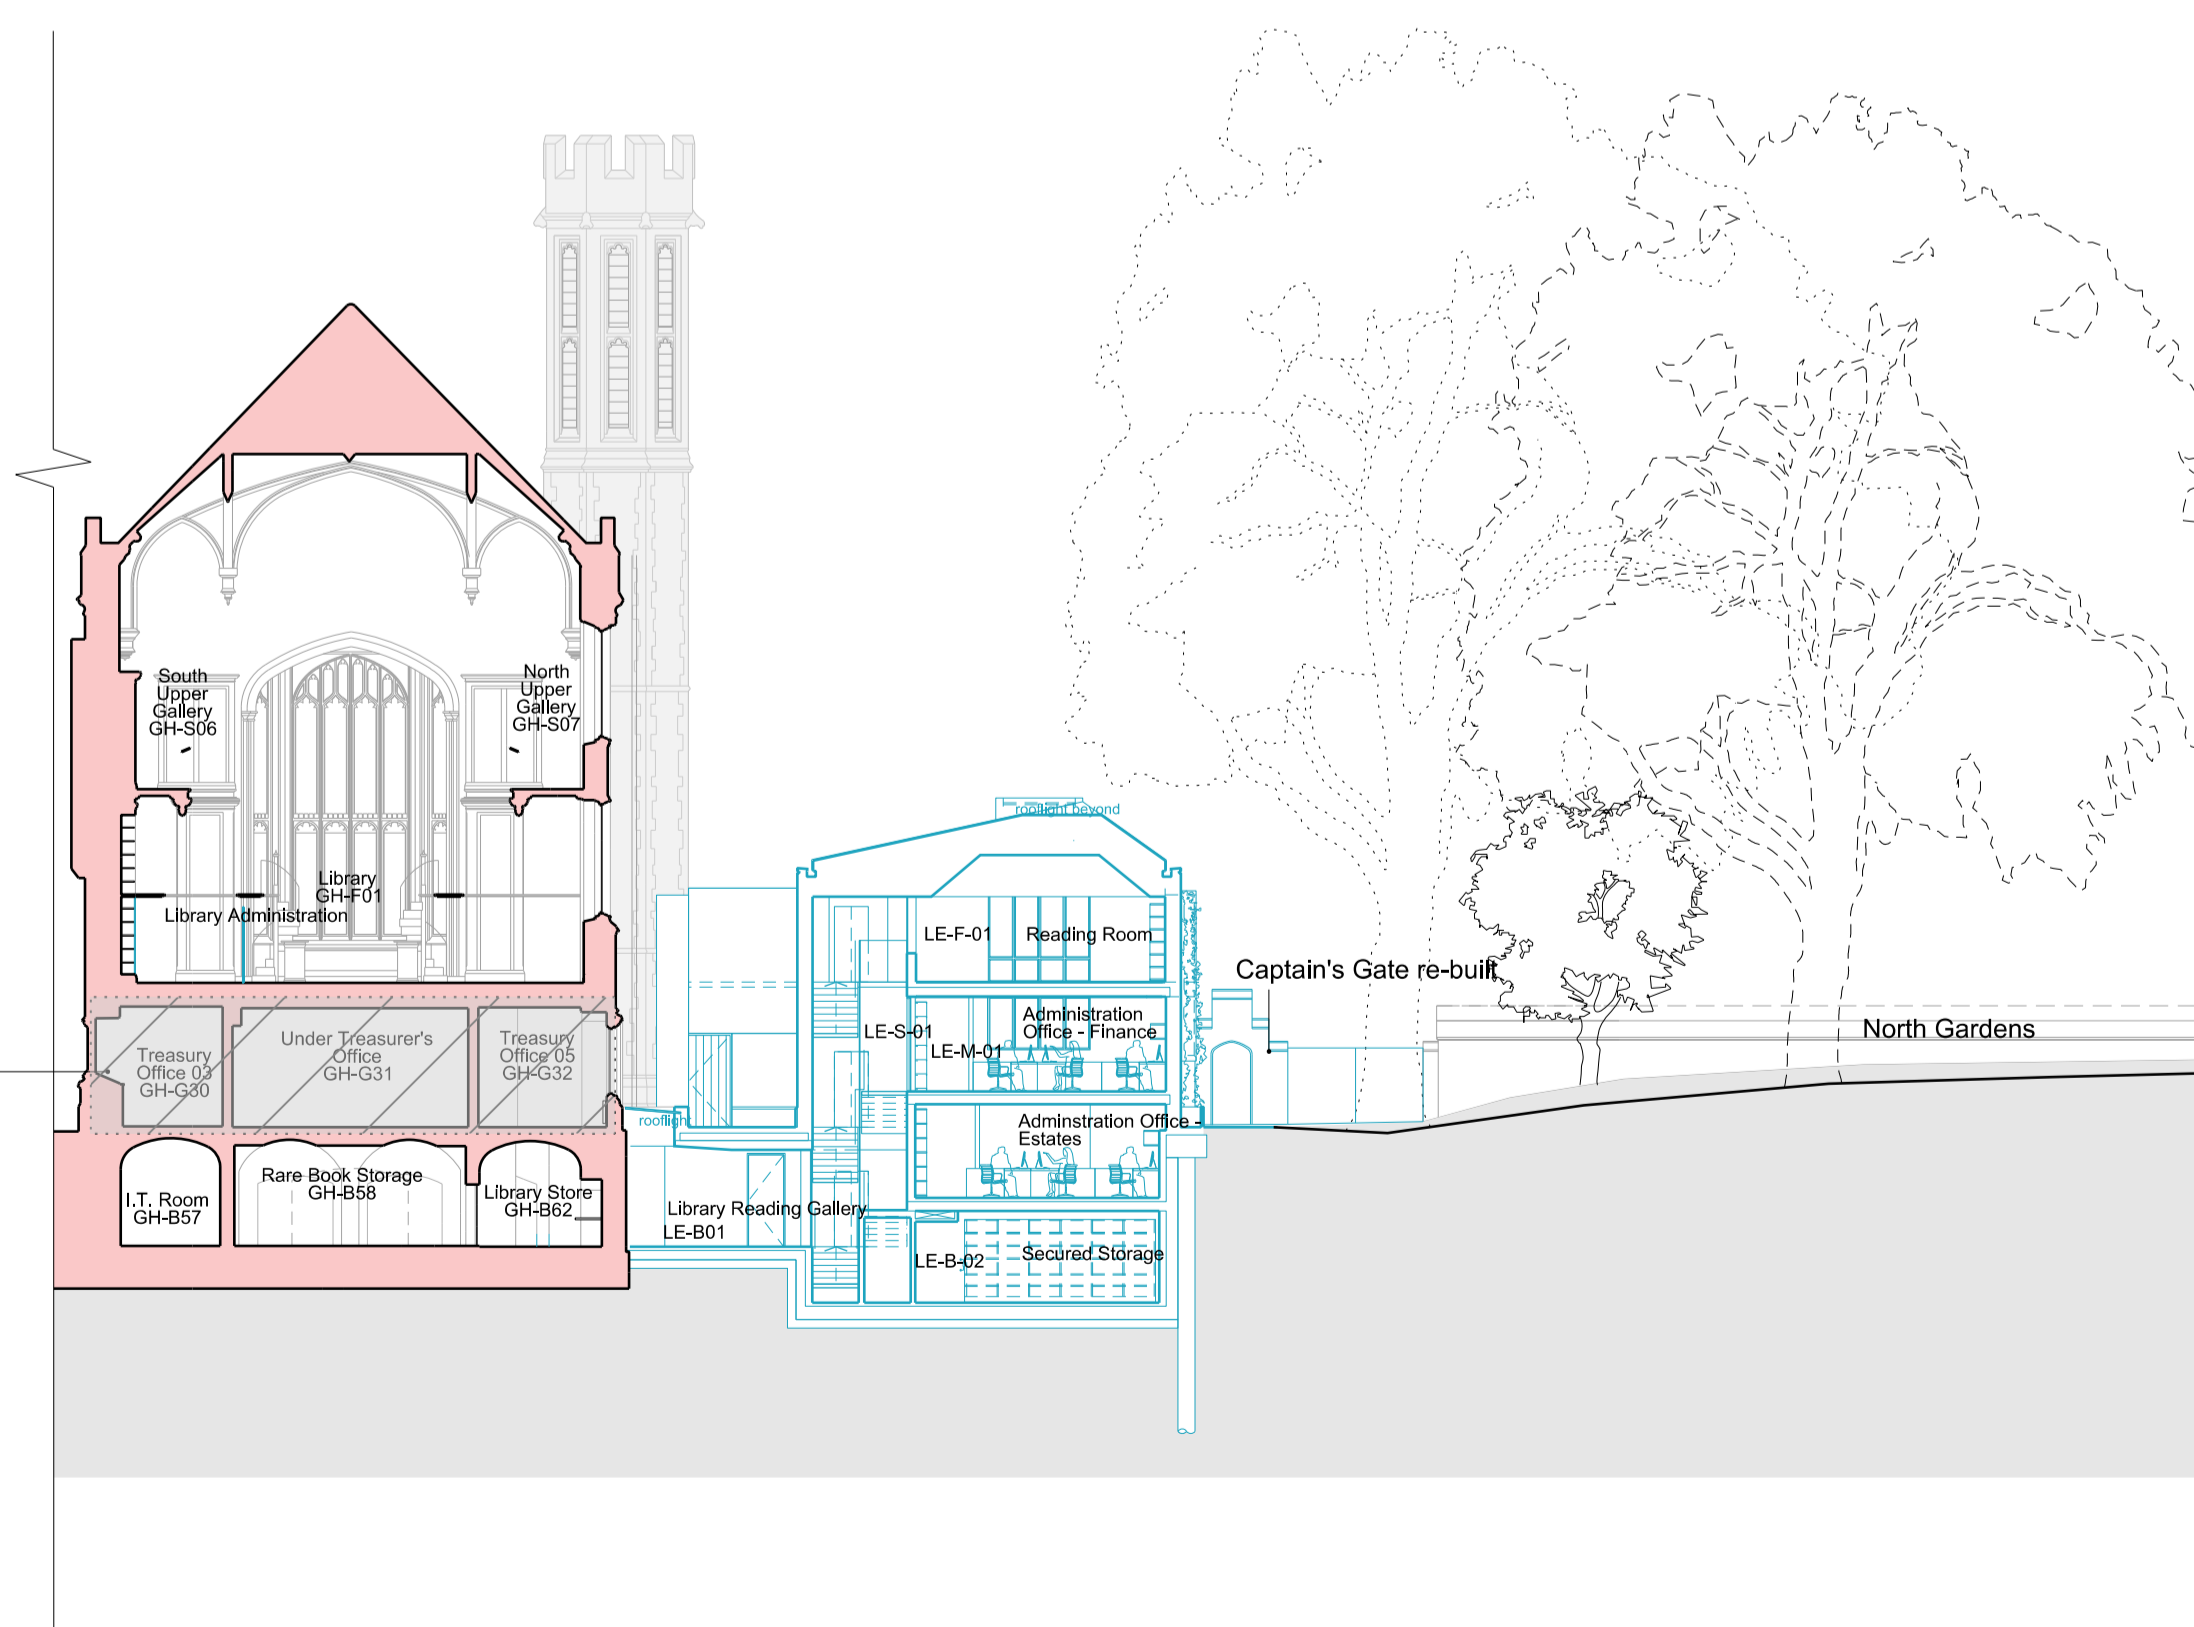 South
Upper
Gallery
GH-S06
North
Upper
Gallery
GH-S07
Library
GH-F01
Library Administration
Treasury
Office 03
GH-G30
Under Treasurer's
Office
GH-G31
Treasury
Office 05
GH-G32
I.T. Room
GH-B57
Rare Book Storage
GH-B58
Library Store
GH-B62
rooflight
Library Reading Gallery
LE-B01
rooflight beyond
LE-F-01
Reading Room
LE-S-01
Administration
Office - Finance
LE-M-01
Adminstration Office -
Estates
LE-B-02
Secured Storage
Captain's Gate re-built
North Gardens